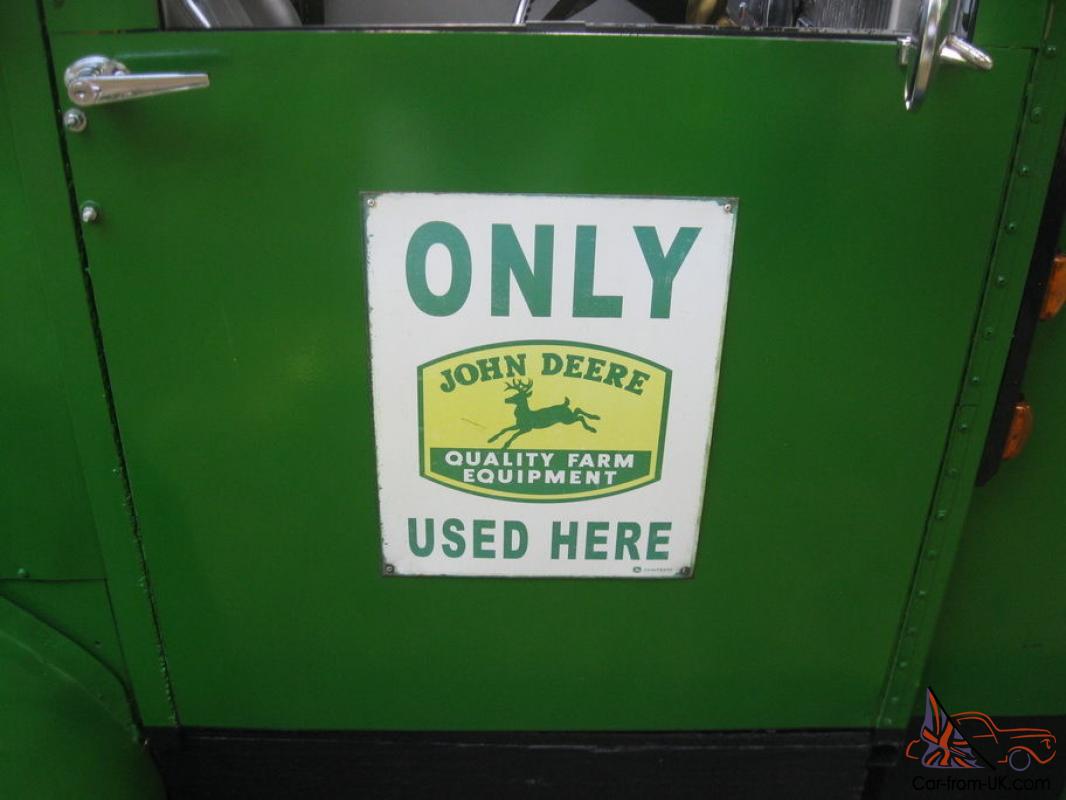 ONLY
JOHN DEERE
QUALITY FARM
EQUIPMENT
USED HERE
Car-from-UK.com